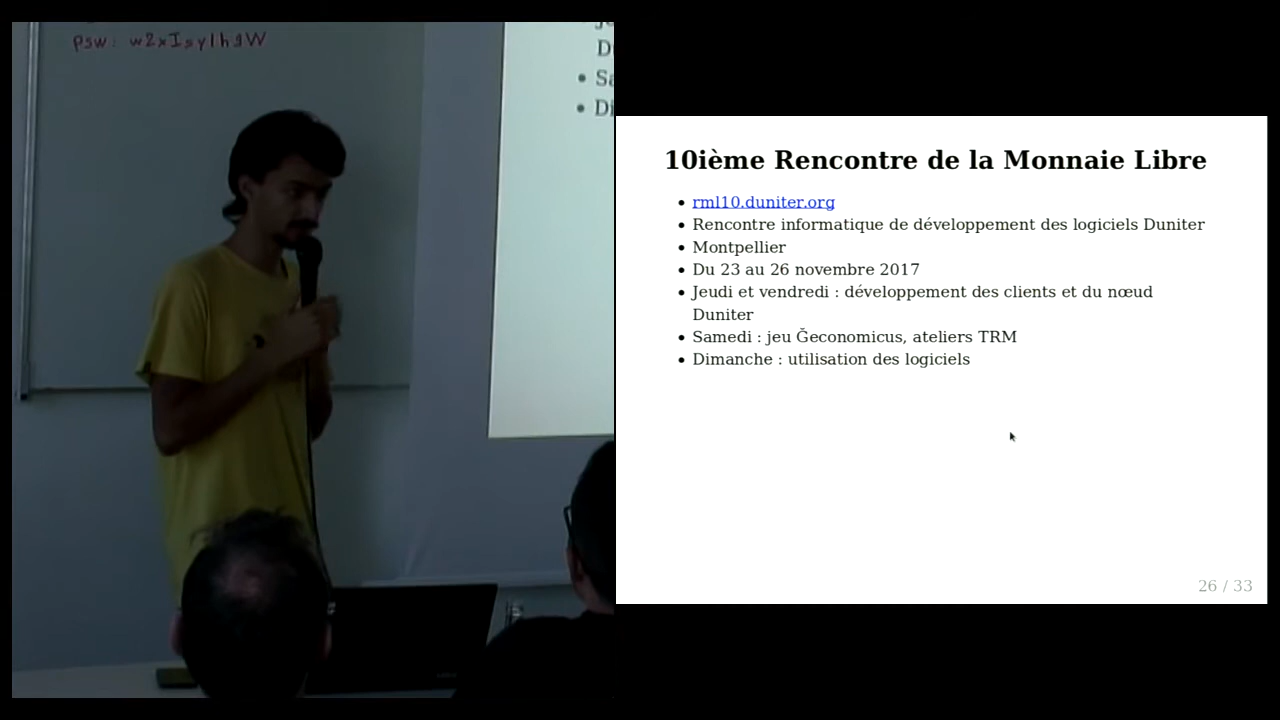 psw: w2xIsylhgW
D
• Sa
• Di
10ième Rencontre de la Monnaie Libre
• rml10.duniter.org
• Rencontre informatique de développement des logiciels Duniter
• Montpellier
• Du 23 au 26 novembre 2017
• Jeudi et vendredi : développement des clients et du nœud
Duniter
• Samedi : jeu Ğeconomicus, ateliers TRM
• Dimanche : utilisation des logiciels
26 / 33